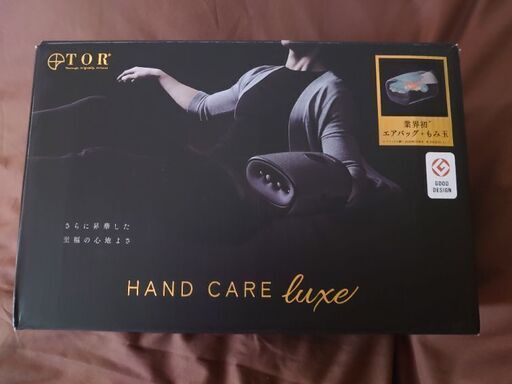 TOR
業界初
エアバッグ+もみ玉
GOOD
DESIGN
さらに昇華した
至福の心地よさ
HAND CARE luxe